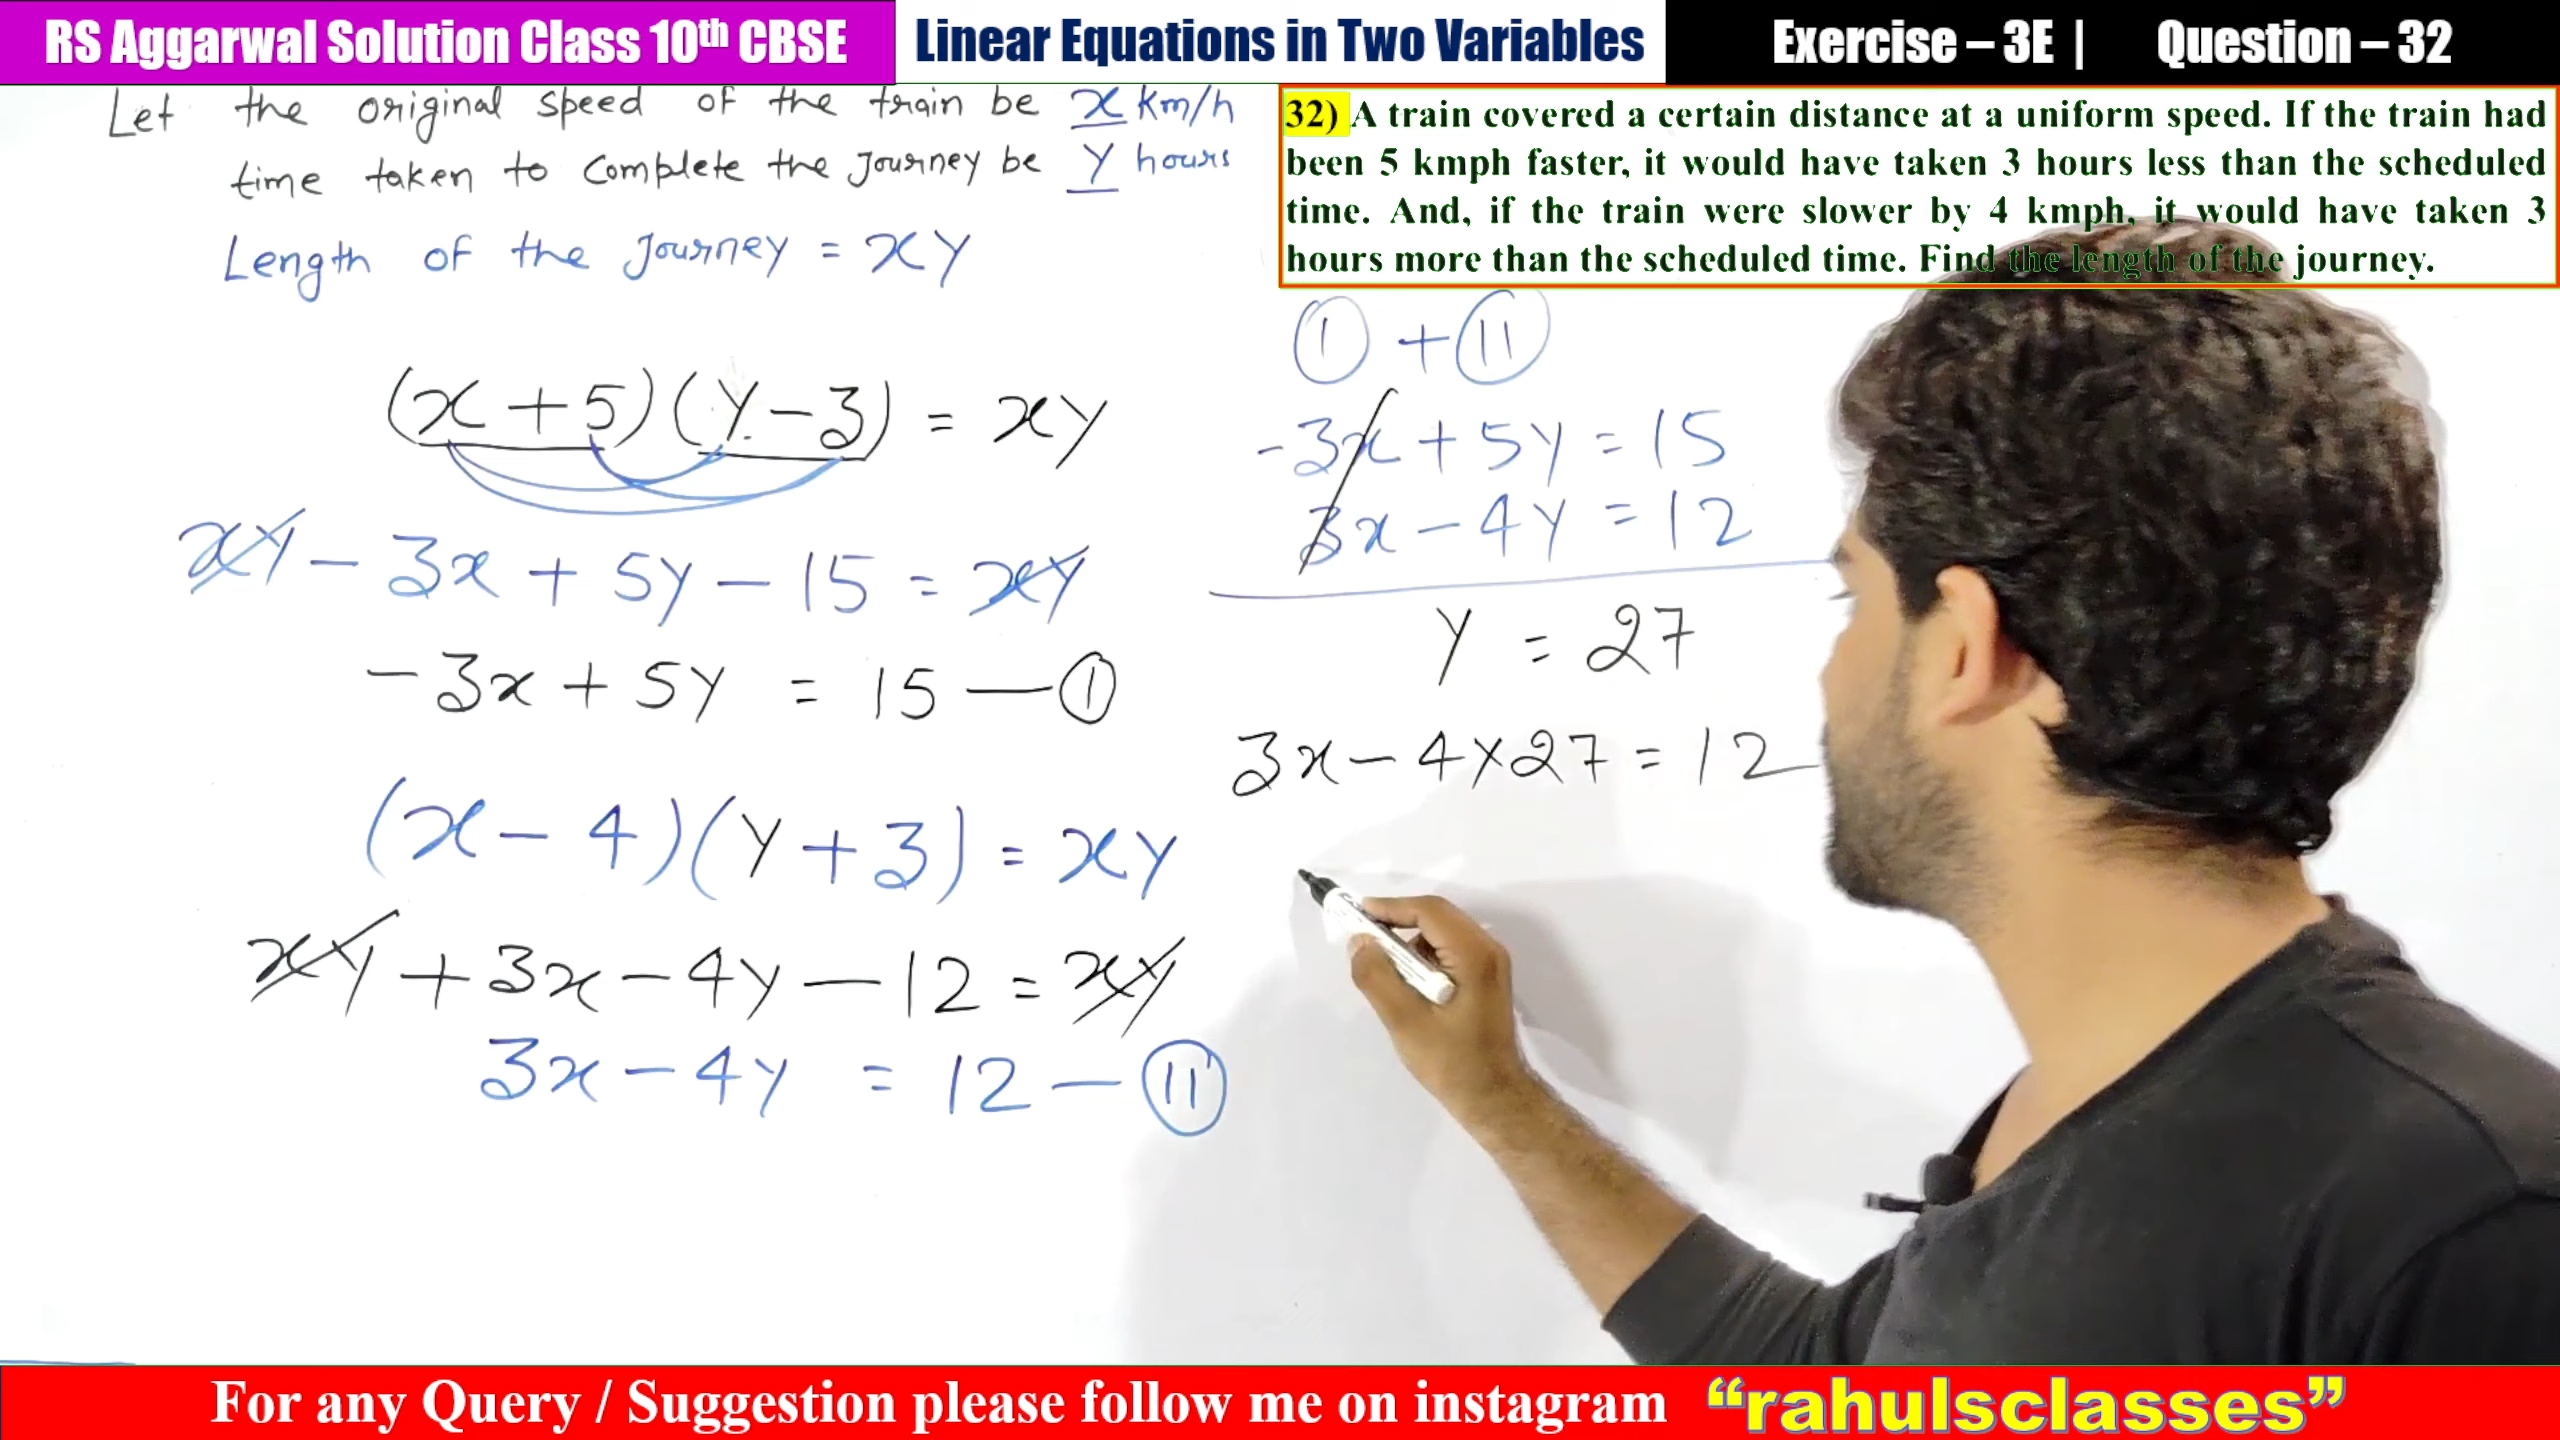 RS Aggarwal Solution Class 10th CBSE
Linear Equations in Two Variables
Exercise – 3E | Question – 32
Let the original speed of the train be x km/h
time taken to complete the Journey be y hours
Length of the Journey = xy
(x + 5) (y - 3) = xy
xy - 3x + 5y - 15 = xy
- 3x + 5y = 15 — ①
(x - 4) (y + 3) = xy
xy + 3x - 4y - 12 = xy
3x - 4y = 12 — ⑪
32) A train covered a certain distance at a uniform speed. If the train had
been 5 kmph faster, it would have taken 3 hours less than the scheduled
time. And, if the train were slower by 4 kmph, it would have taken 3
hours more than the scheduled time. Find the length of the journey.
① + ⑪
-3x + 5y = 15
3x - 4y = 12
y = 27
3x - 4 x 27 = 12
For any Query / Suggestion please follow me on instagram “rahulsclasses”